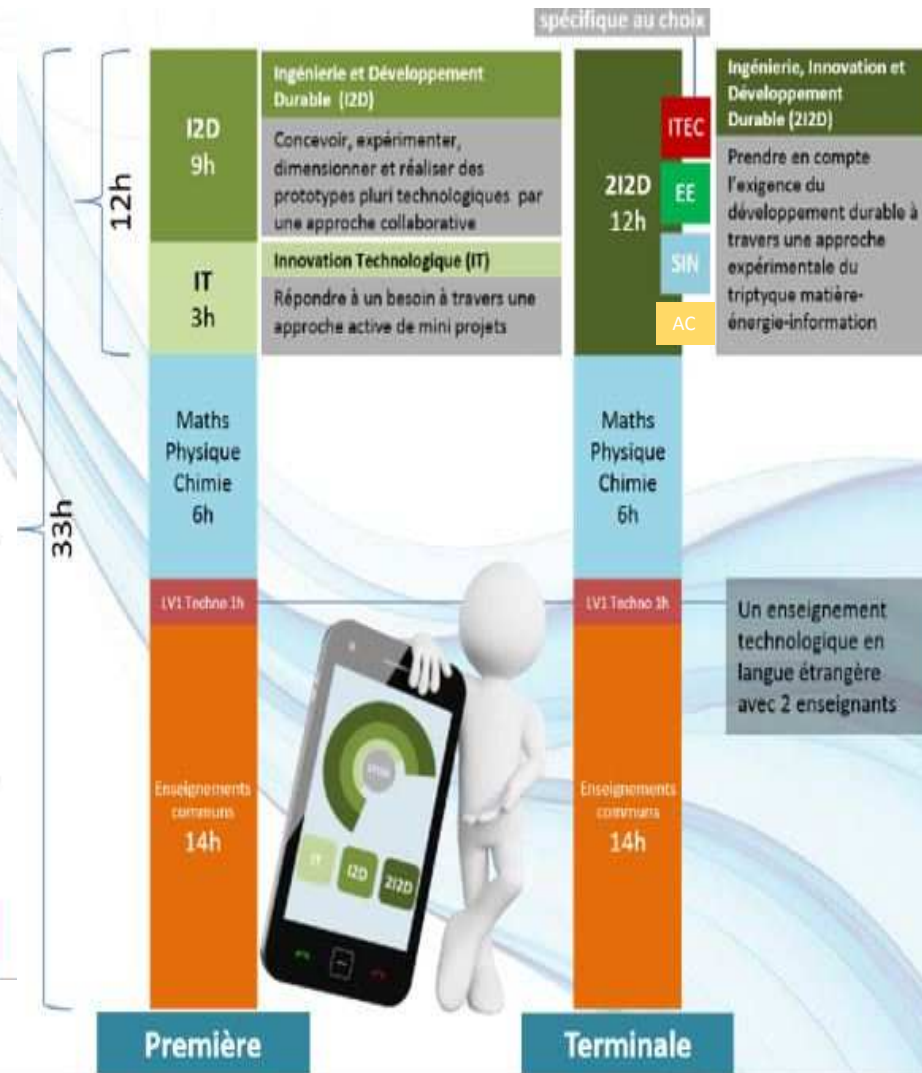 spécifique au choix
I2D
9h
Ingénierie et Développement
Durable (I2D)
Concevoir, expérimenter,
dimensionner et réaliser des
prototypes pluri technologiques par
une approche collaborative
IT
3h
Innovation Technologique (IT)
Répondre à un besoin à travers une
approche active de mini projets
12h
33h
Maths
Physique
Chimie
6h
LV1 Techno 1h
Enseignements
communs
14h
Première
2I2D
12h
ITEC
EE
SIN
AC
Ingénierie, Innovation et
Développement
Durable (2I2D)
Prendre en compte
l'exigence du
développement durable à
travers une approche
expérimentale du
triptyque matière-
énergie-information
Maths
Physique
Chimie
6h
LV1 Techno 1h
Un enseignement
technologique en
langue étrangère
avec 2 enseignants
Enseignements
communs
14h
Terminale
IT
I2D
2I2D